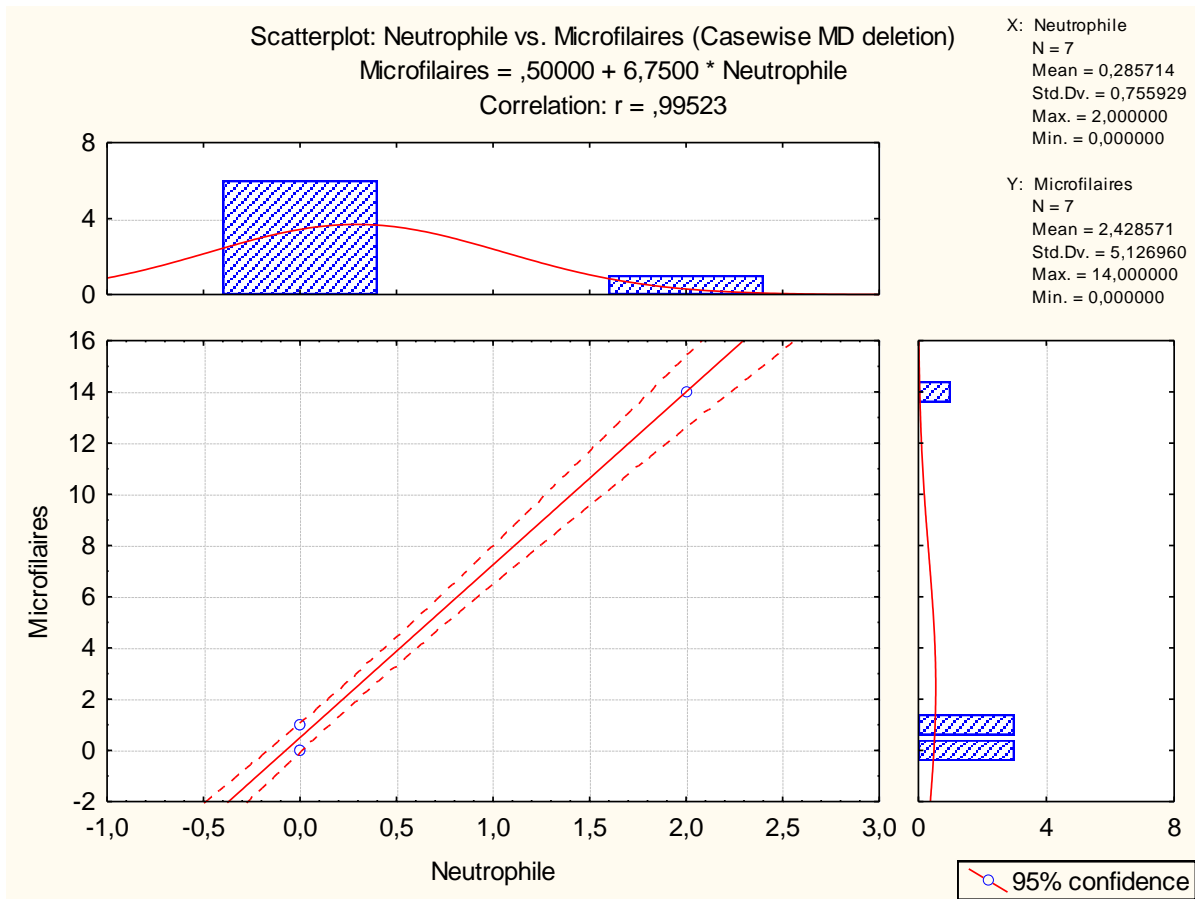 Scatterplot: Neutrophile vs. Microfilaires (Casewise MD deletion)
Microfilaires = ,50000 + 6,7500 * Neutrophile
Correlation: r = ,99523
X: Neutrophile
N = 7
Mean = 0,285714
Std.Dv. = 0,755929
Max. = 2,000000
Min. = 0,000000
Y: Microfilaires
N = 7
Mean = 2,428571
Std.Dv. = 5,126960
Max. = 14,000000
Min. = 0,000000
8
4
0
16
14
12
10
8
6
4
2
0
-2
Microfilaires
-1,0 -0,5 0,0 0,5 1,0 1,5 2,0 2,5 3,0
Neutrophile
0 4 8
95% confidence